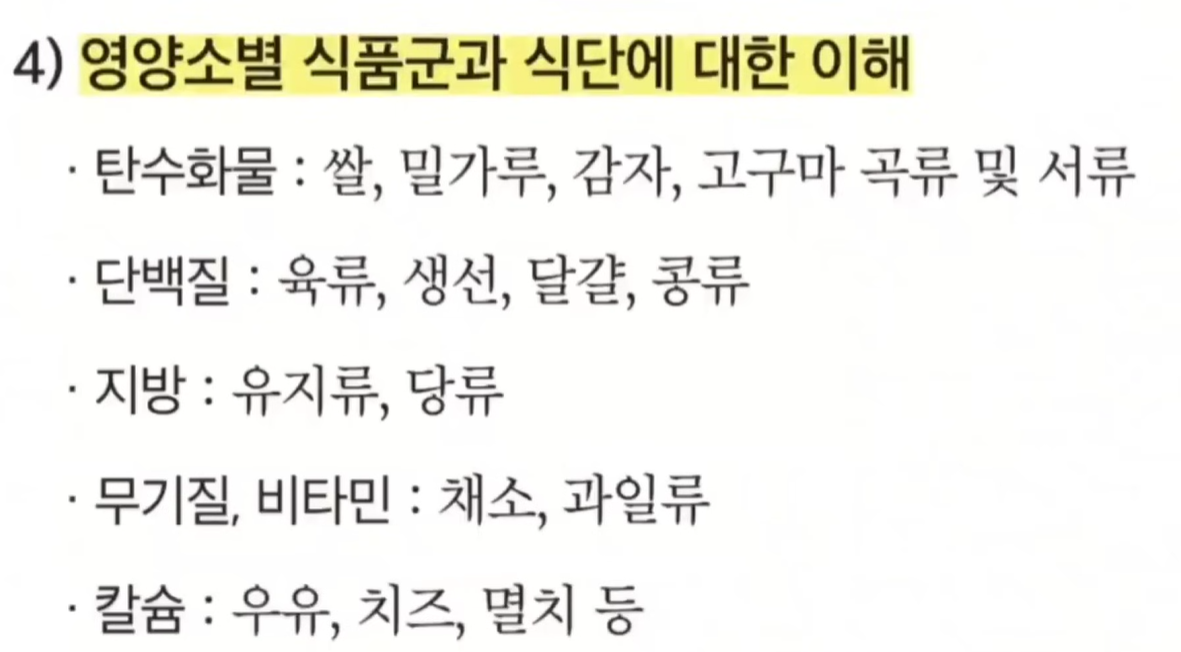 4) 영양소별 식품군과 식단에 대한 이해
· 탄수화물 : 쌀, 밀가루, 감자, 고구마 곡류 및 서류
· 단백질 : 육류, 생선, 달걀, 콩류
· 지방 : 유지류, 당류
· 무기질, 비타민 : 채소, 과일류
· 칼슘 : 우유, 치즈, 멸치 등